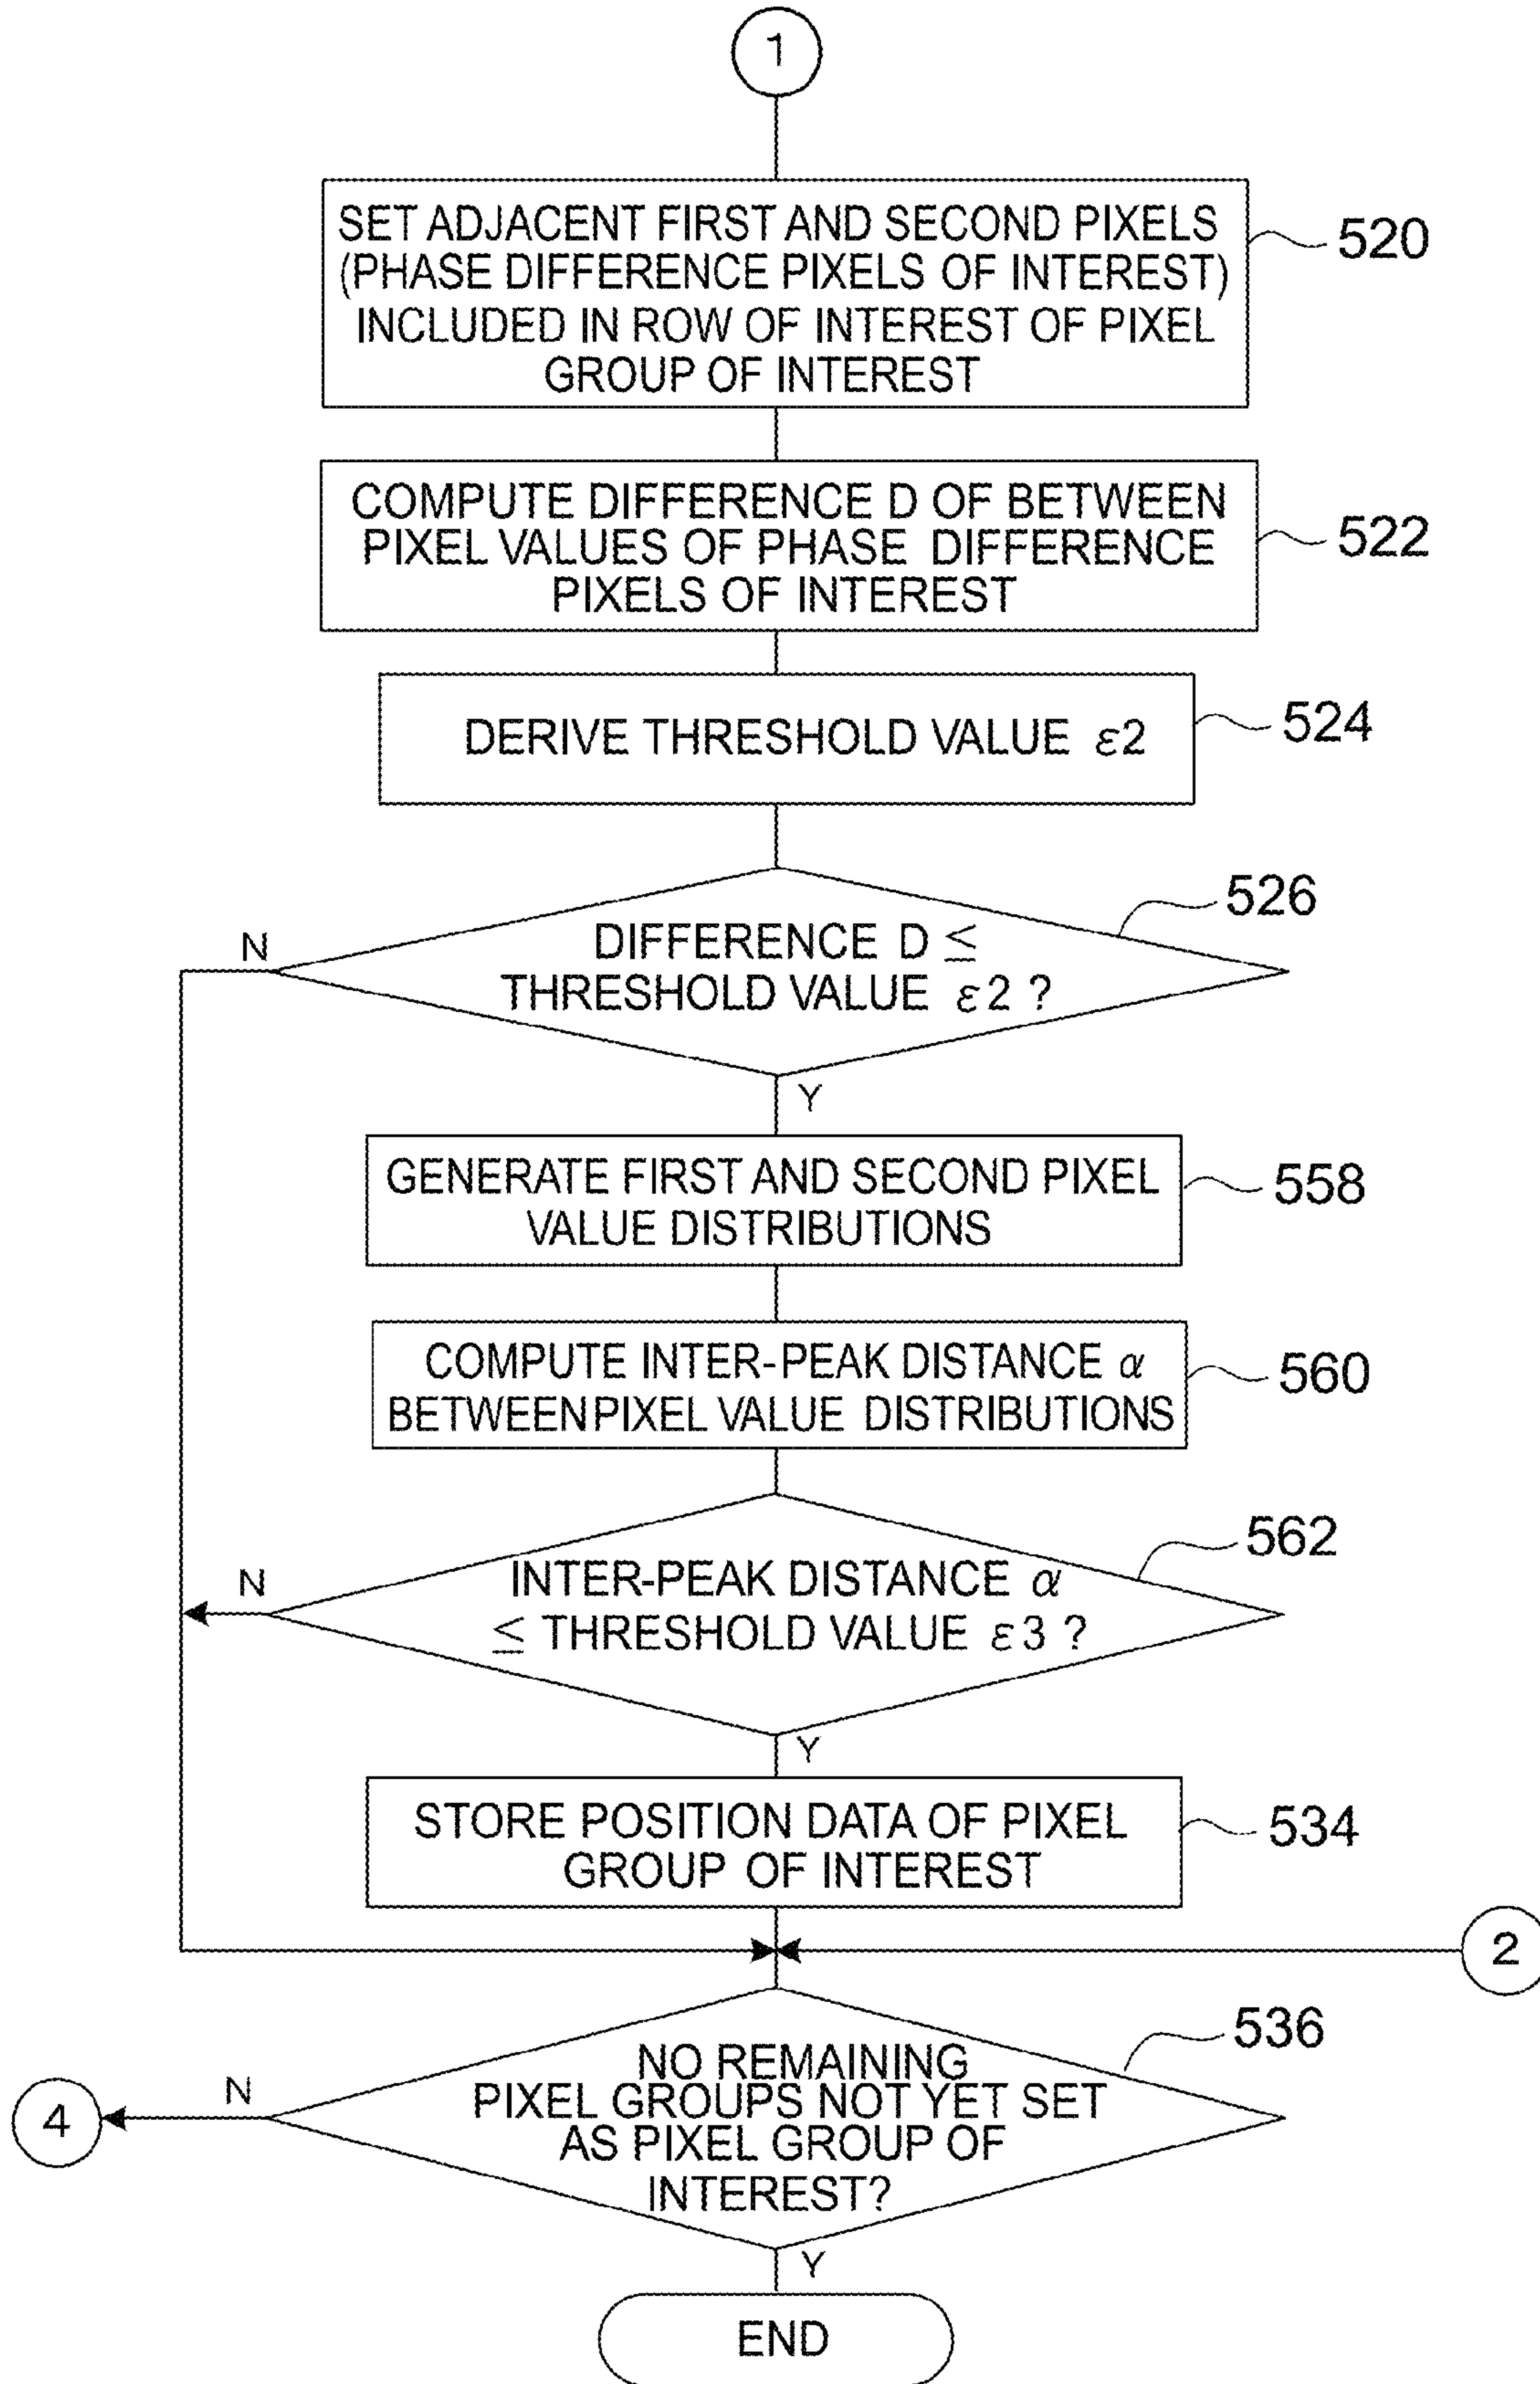 1
SET ADJACENT FIRST AND SECOND PIXELS
(PHASE DIFFERENCE PIXELS OF INTEREST)
INCLUDED IN ROW OF INTEREST OF PIXEL
GROUP OF INTEREST
520
COMPUTE DIFFERENCE D OF BETWEEN
PIXEL VALUES OF PHASE DIFFERENCE
PIXELS OF INTEREST
522
DERIVE THRESHOLD VALUE ε2
524
526
N
DIFFERENCE D ≤
THRESHOLD VALUE ε2 ?
Y
GENERATE FIRST AND SECOND PIXEL
VALUE DISTRIBUTIONS
558
COMPUTE INTER-PEAK DISTANCE α
BETWEEN PIXEL VALUE DISTRIBUTIONS
560
562
N
INTER-PEAK DISTANCE α
≤ THRESHOLD VALUE ε3 ?
Y
STORE POSITION DATA OF PIXEL
GROUP OF INTEREST
534
2
536
4
N
NO REMAINING
PIXEL GROUPS NOT YET SET
AS PIXEL GROUP OF
INTEREST?
Y
END